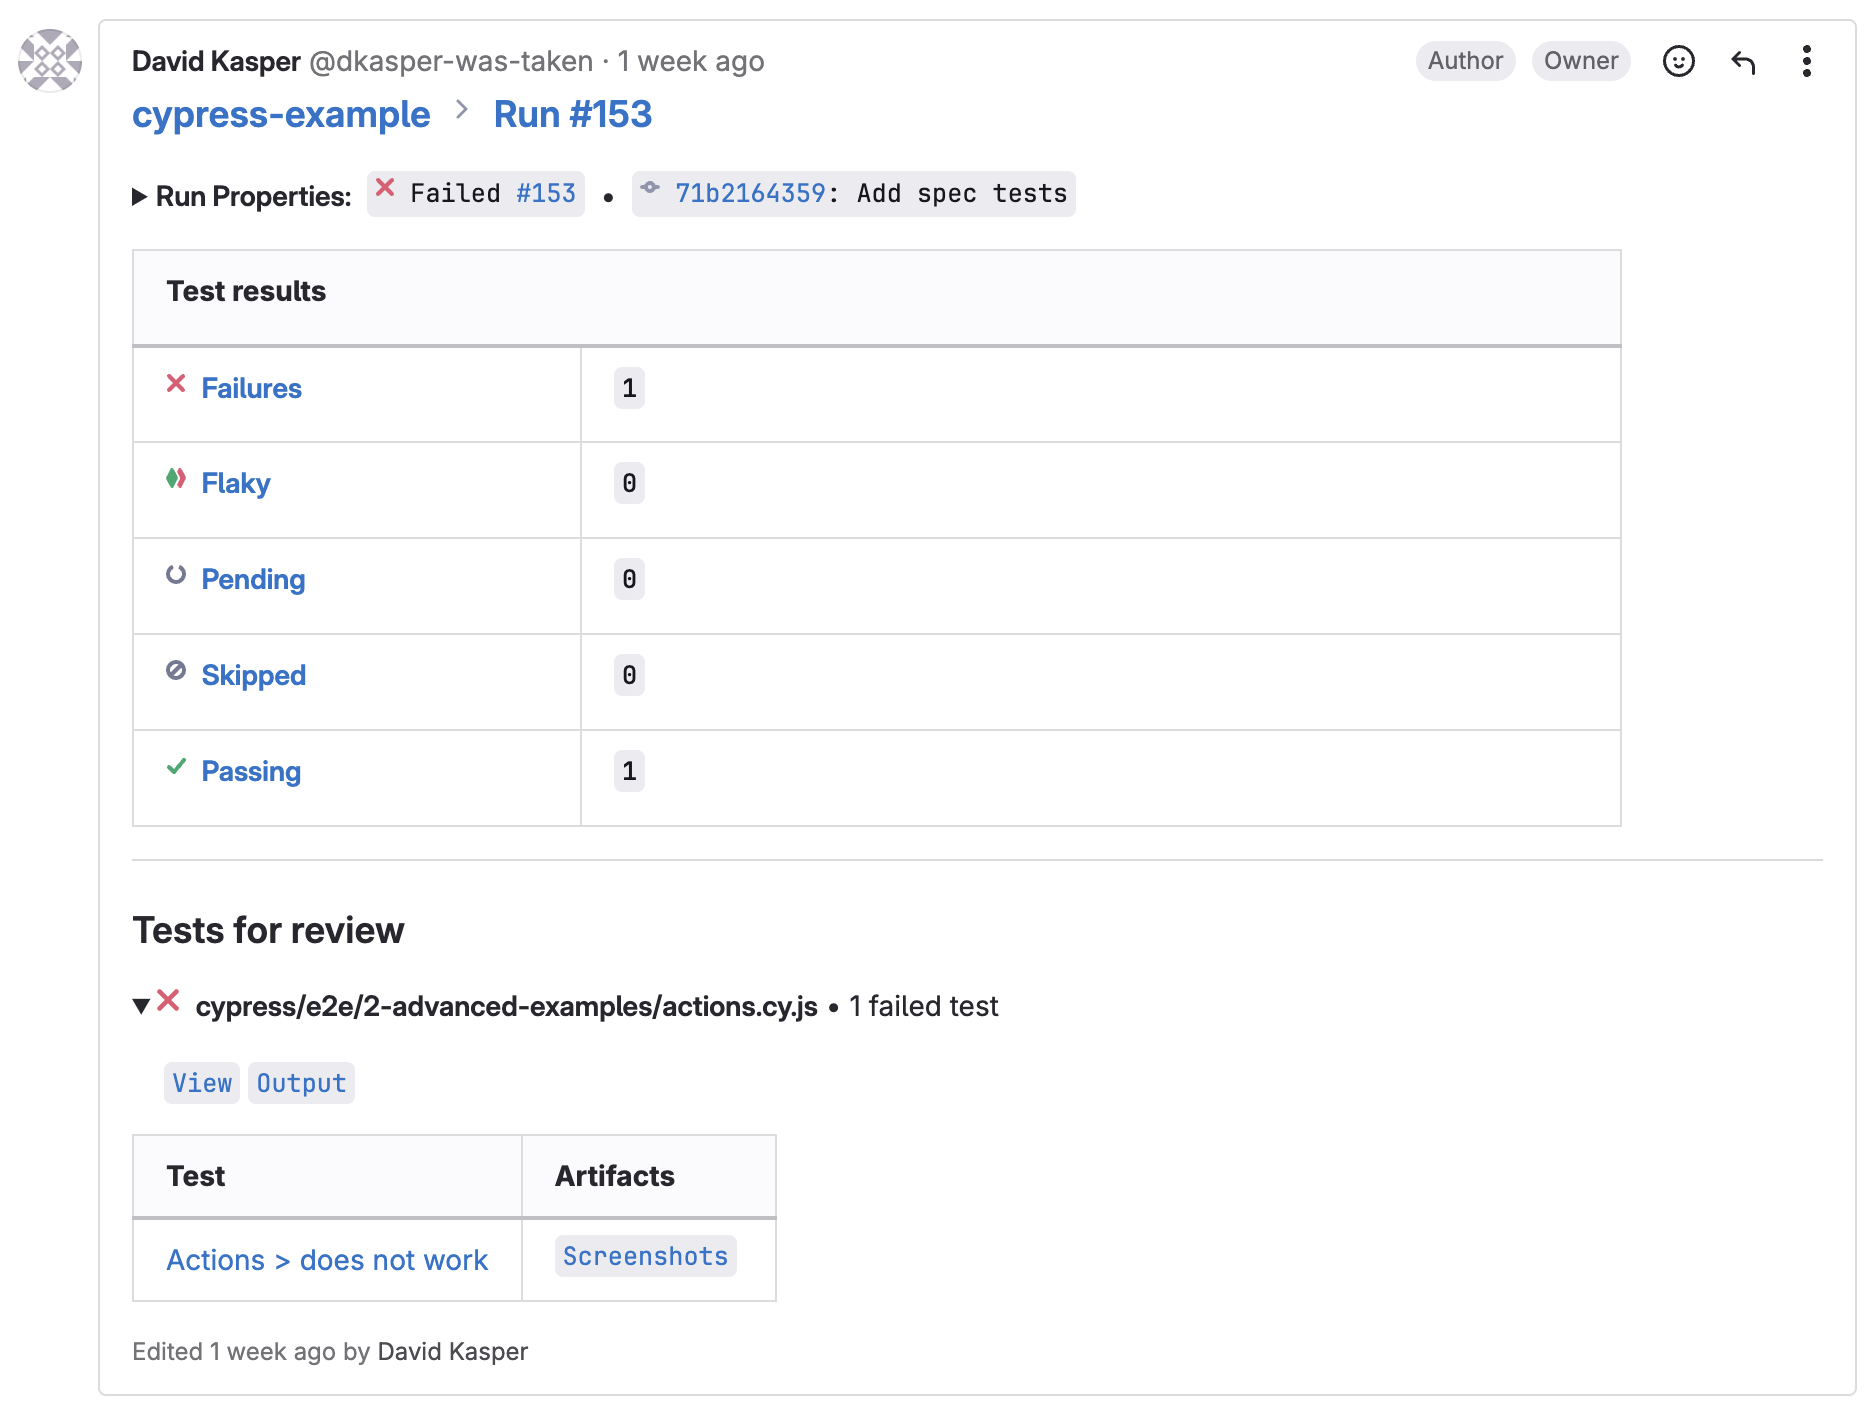 David Kasper @dkasper-was-taken · 1 week ago Author Owner
cypress-example > Run #153
Run Properties: Failed #153 • 71b2164359: Add spec tests
Test results
Failures 1
Flaky 0
Pending 0
Skipped 0
Passing 1
Tests for review
cypress/e2e/2-advanced-examples/actions.cy.js • 1 failed test
View Output
Test Artifacts
Actions > does not work Screenshots
Edited 1 week ago by David Kasper